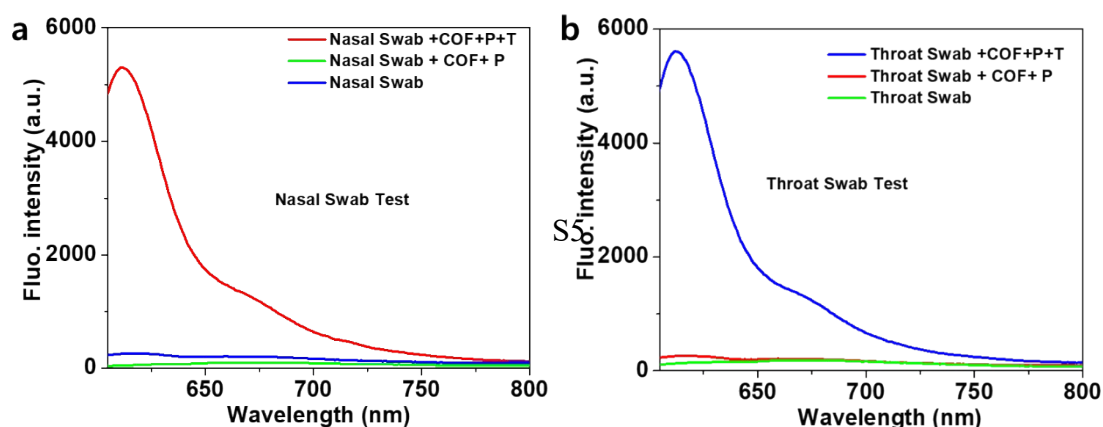 a
6000
4000
2000
0
Fluo. intensity (a.u.)
Nasal Swab +COF+P+T
Nasal Swab + COF+ P
Nasal Swab
Nasal Swab Test
650
700
750
800
Wavelength (nm)
S5
b
6000
4000
2000
0
Fluo. intensity (a.u.)
Throat Swab +COF+P+T
Throat Swab + COF+ P
Throat Swab
Throat Swab Test
650
700
750
800
Wavelength (nm)